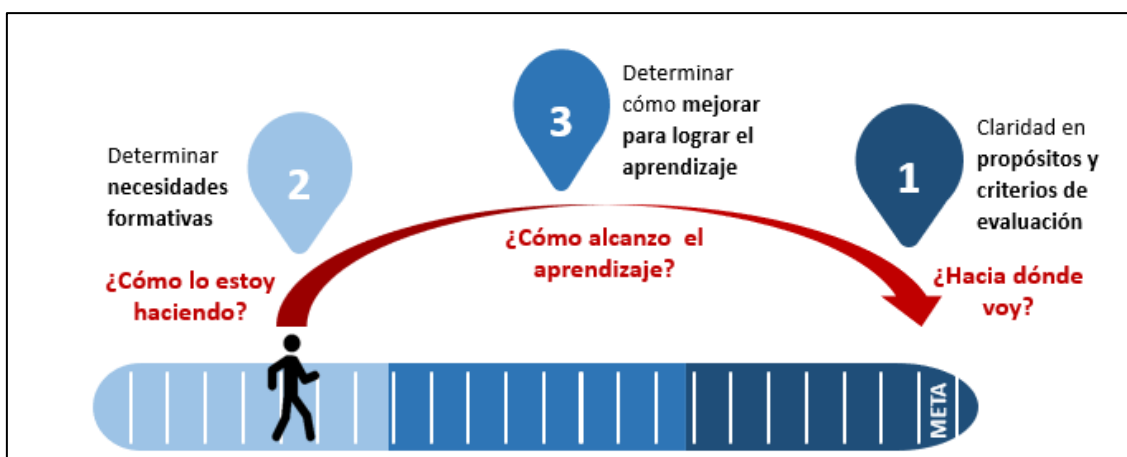 Determinar
necesidades
formativas
2
¿Cómo lo estoy
haciendo?
3
Determinar
cómo mejorar
para lograr el
aprendizaje
¿Cómo alcanzo el
aprendizaje?
1
Claridad en
propósitos y
criterios de
evaluación
¿Hacia dónde
voy?
META